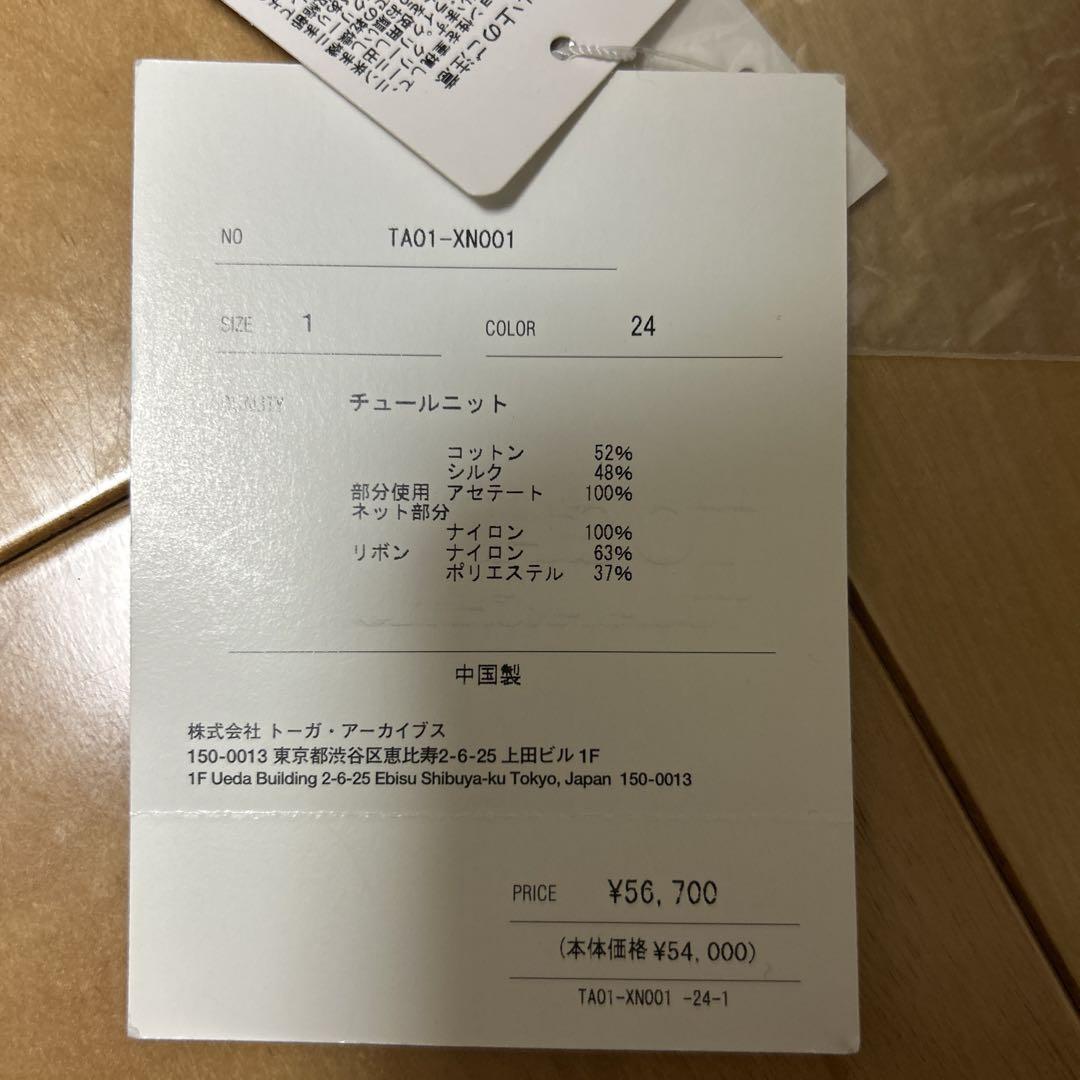 NO TA01-XN001
SIZE 1 COLOR 24
QUALITY チュールニット
コットン 52%
シルク 48%
部分使用 アセテート 100%
ネット部分
ナイロン 100%
リボン ナイロン 63%
ポリエステル 37%
中国製
株式会社 トーガ・アーカイブス
150-0013 東京都渋谷区恵比寿2-6-25 上田ビル 1F
1F Ueda Building 2-6-25 Ebisu Shibuya-ku Tokyo, Japan 150-0013
PRICE ¥56,700
(本体価格 ¥54,000)
TA01-XN001 -24-1